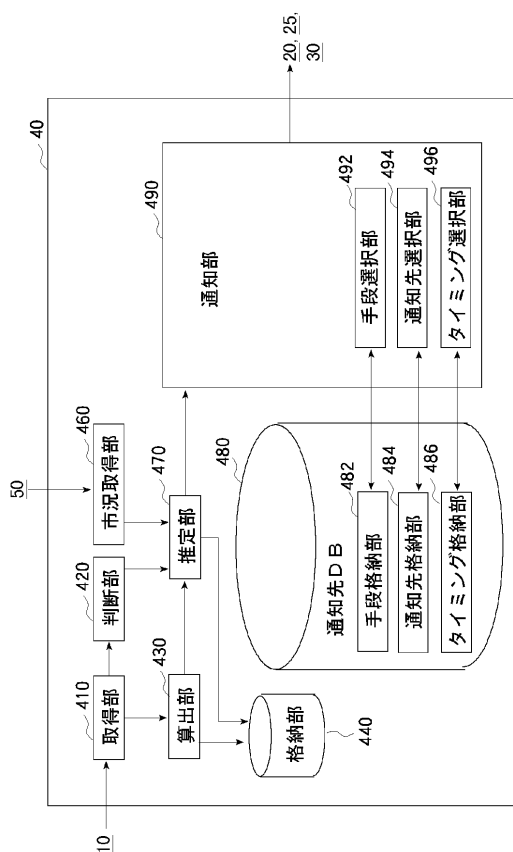 40
10
410
取得部
420
判断部
50
460
市況取得部
430
算出部
470
推定部
440
格納部
480
通知先DB
482
手段格納部
484
通知先格納部
486
タイミング格納部
490
通知部
492
手段選択部
494
通知先選択部
496
タイミング選択部
20, 25,
30